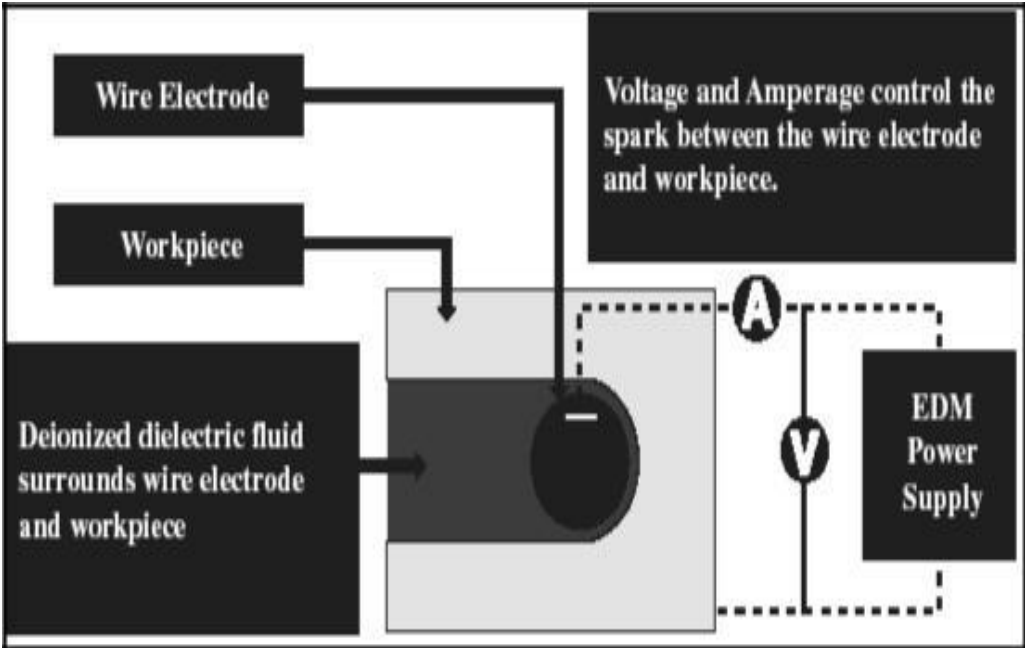 Wire Electrode
Voltage and Amperage control the
spark between the wire electrode
and workpiece.
Workpiece
A
Deionized dielectric fluid
surrounds wire electrode
and workpiece
V
EDM
Power
Supply